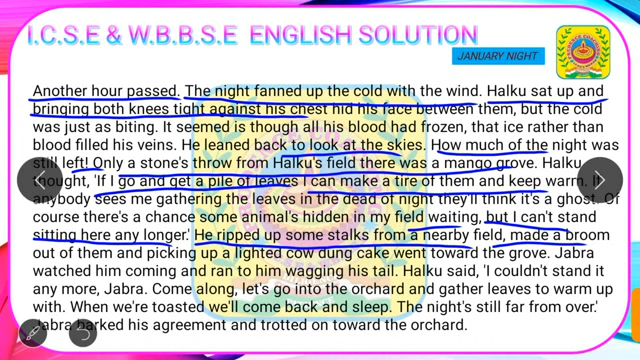 I.C.S.E & W.B.B.S.E ENGLISH SOLUTION
JANUARY NIGHT
Another hour passed. The night fanned up the cold with the wind. Halku sat up and
bringing both knees tight against his chest hid his face between them, but the cold
was just as biting. It seemed is though all his blood had frozen, that ice rather than
blood filled his veins. He leaned back to look at the skies. How much of the night was
still left! Only a stone's throw from Halku's field there was a mango grove. Halku
thought, 'If I go and get a pile of leaves I can make a tire of them and keep warm. If
anybody sees me gathering the leaves in the dead of night they'll think it's a ghost. Of
course there's a chance some animal's hidden in my field waiting, but I can't stand
sitting here any longer.' He ripped up some stalks from a nearby field, made a broom
out of them and picking up a lighted cow dung cake went toward the grove. Jabra
watched him coming and ran to him wagging his tail. Halku said, 'I couldn't stand it
any more, Jabra. Come along, let's go into the orchard and gather leaves to warm up
with. When we're toasted we'll come back and sleep. The night's still far from over.'
Jabra barked his agreement and trotted on toward the orchard.